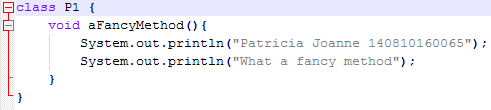 class P1 {
void aFancyMethod(){
System.out.println("Patricia Joanne 140810160065");
System.out.println("What a fancy method");
}
}